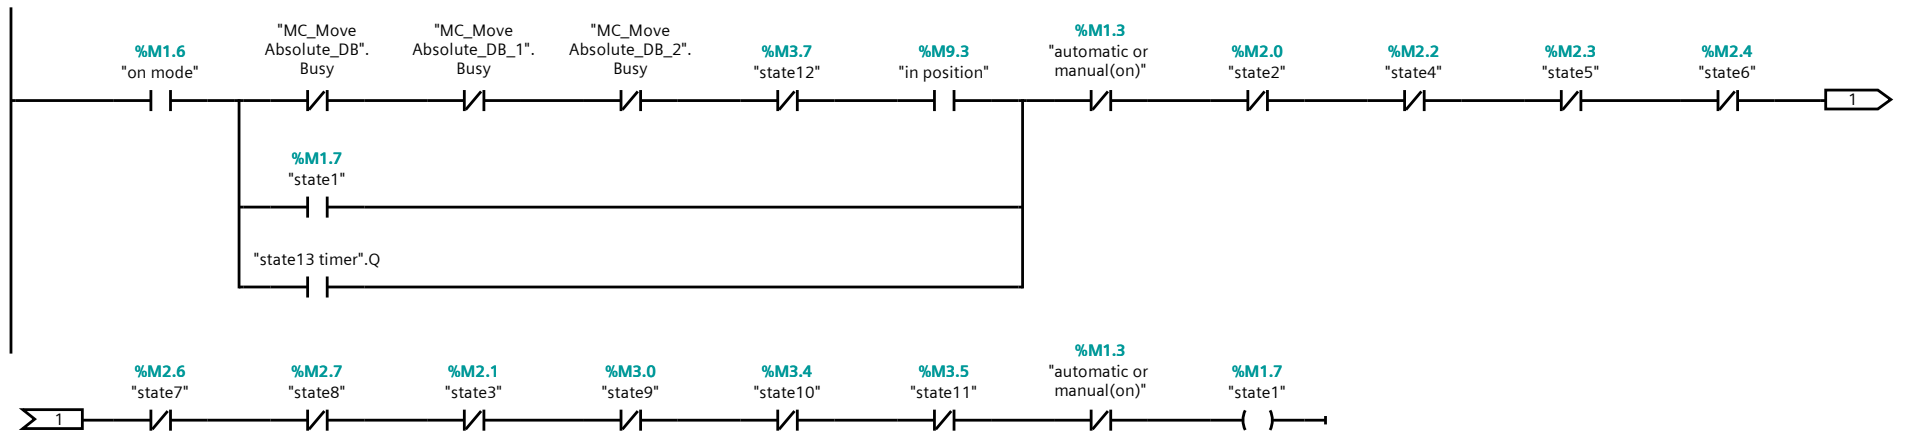 %M1.6
"on mode"
"MC_Move
Absolute_DB".
Busy
"MC_Move
Absolute_DB_1".
Busy
"MC_Move
Absolute_DB_2".
Busy
%M3.7
"state12"
%M9.3
"in position"
%M1.3
"automatic or
manual(on)"
%M2.0
"state2"
%M2.2
"state4"
%M2.3
"state5"
%M2.4
"state6"
1
%M1.7
"state1"
"state13 timer".Q
1
%M2.6
"state7"
%M2.7
"state8"
%M2.1
"state3"
%M3.0
"state9"
%M3.4
"state10"
%M3.5
"state11"
%M1.3
"automatic or
manual(on)"
%M1.7
"state1"